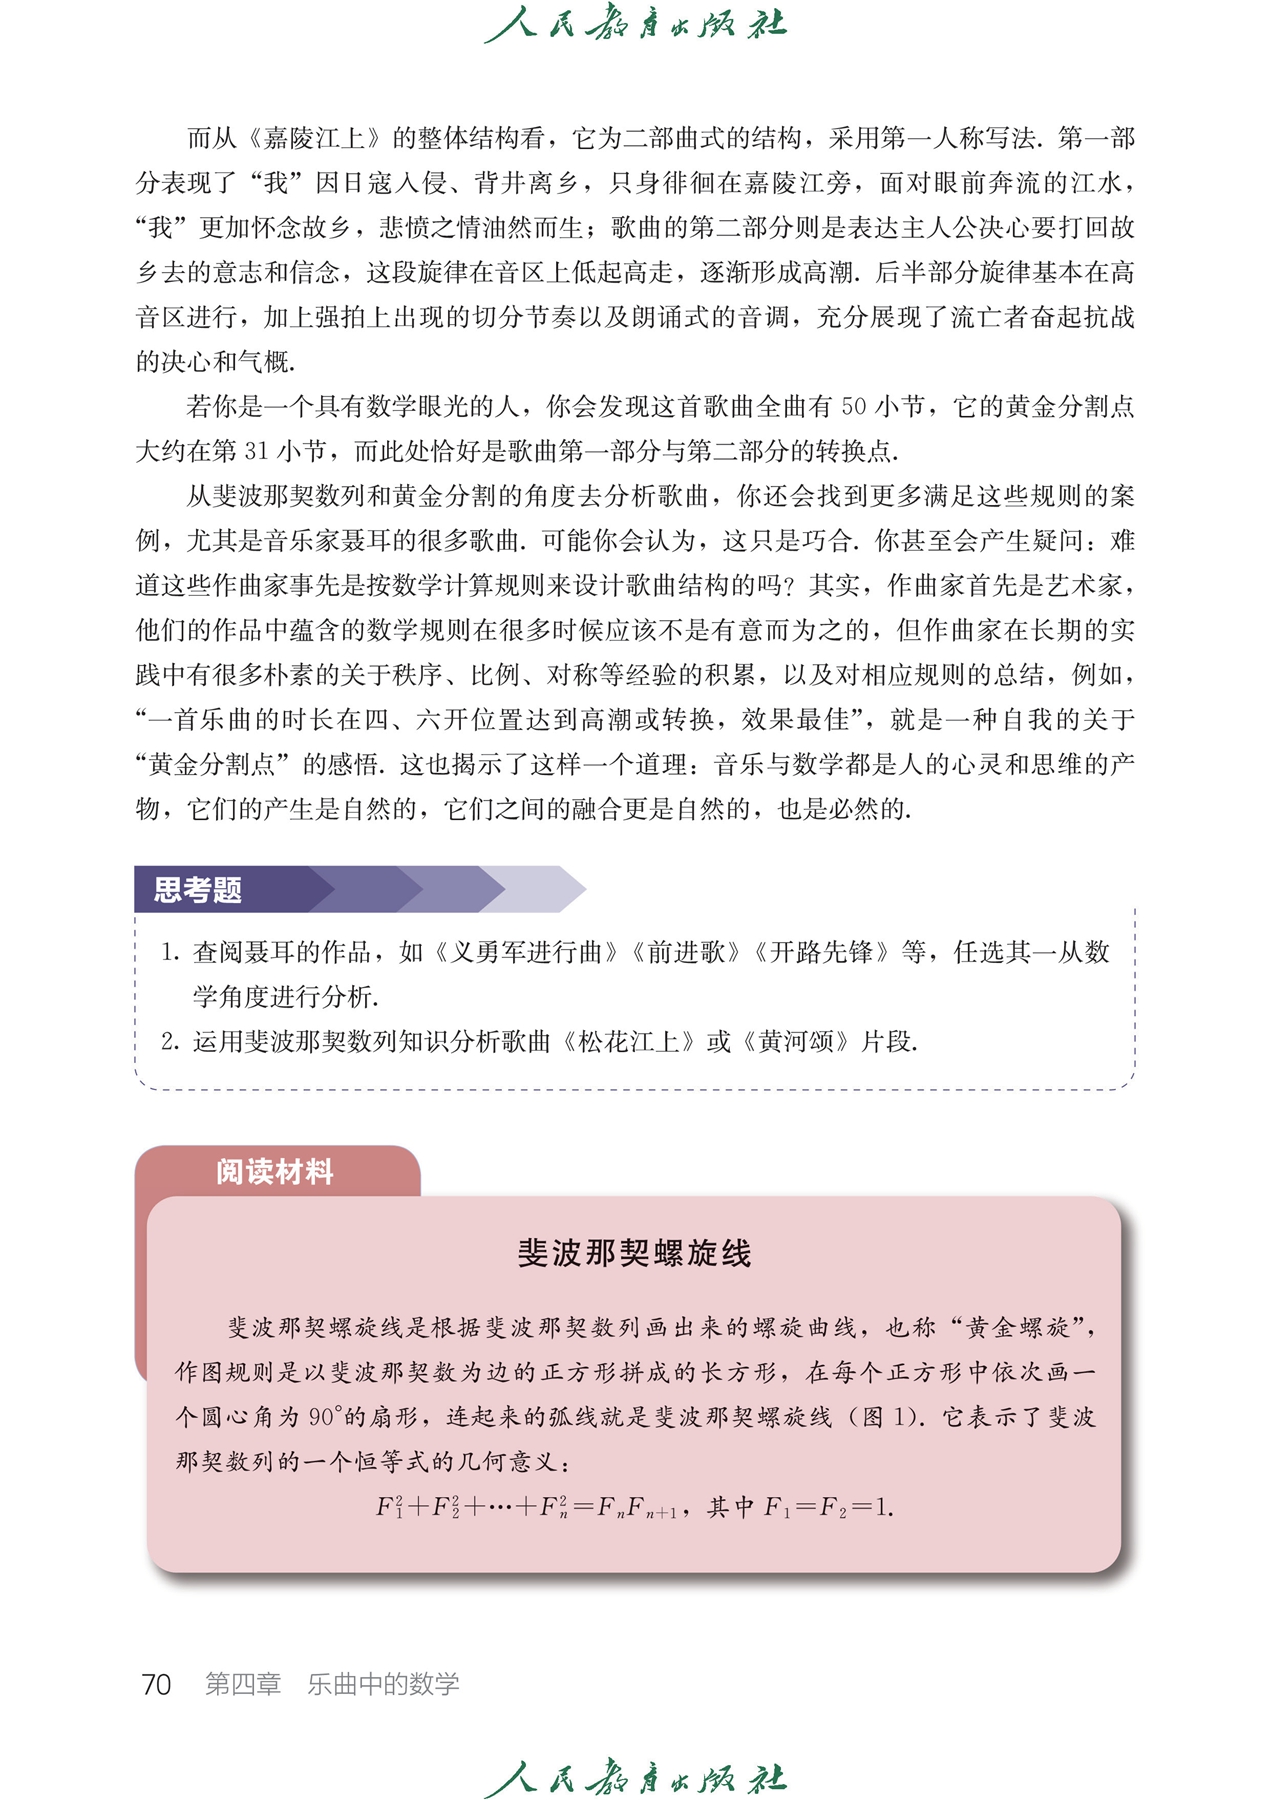 人民教育出版社
而从《嘉陵江上》的整体结构看，它为二部曲式的结构，采用第一人称写法. 第一部
分表现了“我”因日寇入侵、背井离乡，只身徘徊在嘉陵江旁，面对眼前奔流的江水，
“我”更加怀念故乡，悲愤之情油然而生；歌曲的第二部分则是表达主人公决心要打回故
乡去的意志和信念，这段旋律在音区上低起高走，逐渐形成高潮. 后半部分旋律基本在高
音区进行，加上强拍上出现的切分节奏以及朗诵式的音调，充分展现了流亡者奋起抗战
的决心和气概.
若你是一个具有数学眼光的人，你会发现这首歌曲全曲有 50 小节，它的黄金分割点
大约在第 31 小节，而此处恰好是歌曲第一部分与第二部分的转换点.
从斐波那契数列和黄金分割的角度去分析歌曲，你还会找到更多满足这些规则的案
例，尤其是音乐家聂耳的很多歌曲. 可能你会认为，这只是巧合. 你甚至会产生疑问：难
道这些作曲家事先是按数学计算规则来设计歌曲结构的吗？其实，作曲家首先是艺术家，
他们的作品中蕴含的数学规则在很多时候应该不是有意而为之的，但作曲家在长期的实
践中有很多朴素的关于秩序、比例、对称等经验的积累，以及对相应规则的总结，例如，
“一首乐曲的时长在四、六开位置达到高潮或转换，效果最佳”，就是一种自我的关于
“黄金分割点”的感悟. 这也揭示了这样一个道理：音乐与数学都是人的心灵和思维的产
物，它们的产生是自然的，它们之间的融合更是自然的，也是必然的.
思考题
1. 查阅聂耳的作品，如《义勇军进行曲》《前进歌》《开路先锋》等，任选其一从数
学角度进行分析.
2. 运用斐波那契数列知识分析歌曲《松花江上》或《黄河颂》片段.
阅读材料
斐波那契螺旋线
斐波那契螺旋线是根据斐波那契数列画出来的螺旋曲线，也称“黄金螺旋”，
作图规则是以斐波那契数为边的正方形拼成的长方形，在每个正方形中依次画一
个圆心角为 90°的扇形，连起来的弧线就是斐波那契螺旋线（图 1）. 它表示了斐波
那契数列的一个恒等式的几何意义：
$F_1^2+F_2^2+\cdots+F_n^2=F_nF_{n+1}$，其中 $F_1=F_2=1$.
70 第四章 乐曲中的数学
人民教育出版社